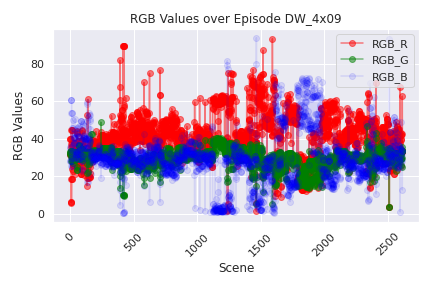 RGB Values over Episode DW_4x09
RGB_R
RGB_G
RGB_B
RGB Values
80
60
40
20
0
0
500
1000
1500
2000
2500
Scene